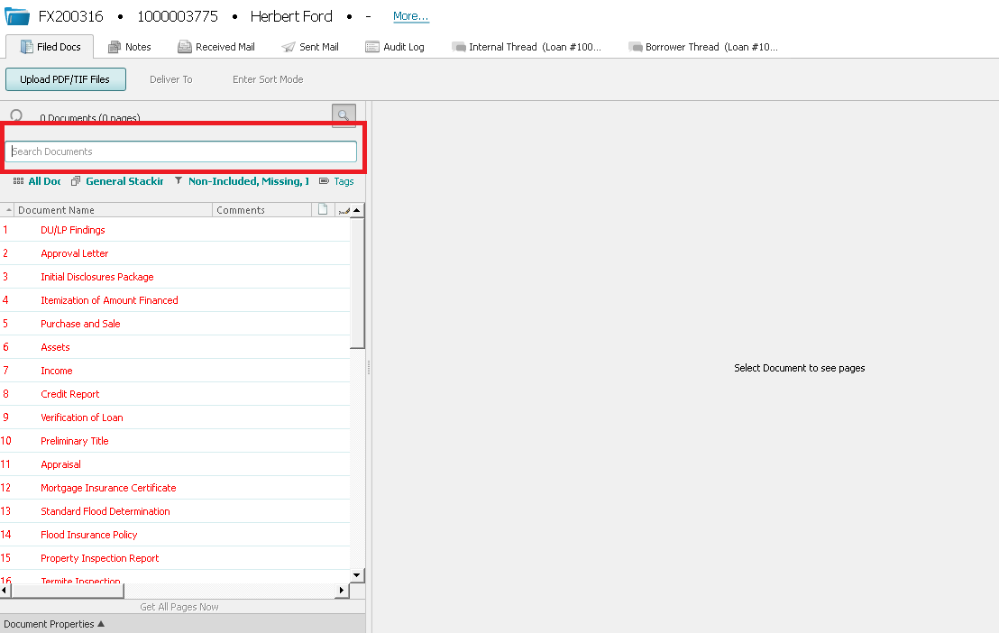 FX200316 • 1000003775 • Herbert Ford • - More...
Filed Docs Notes Received Mail Sent Mail Audit Log Internal Thread (Loan #100... Borrower Thread (Loan #10...
Upload PDF/TIF Files Deliver To Enter Sort Mode
0 Documents (0 pages)
Search Documents
All Doc General Stackin Non-Included, Missing, I Tags
Document Name Comments
1 DU/LP Findings
2 Approval Letter
3 Initial Disclosures Package
4 Itemization of Amount Financed
5 Purchase and Sale
6 Assets
7 Income
8 Credit Report
9 Verification of Loan
10 Preliminary Title
11 Appraisal
12 Mortgage Insurance Certificate
13 Standard Flood Determination
14 Flood Insurance Policy
15 Property Inspection Report
16 Termite Inspection
Get All Pages Now
Document Properties
Select Document to see pages